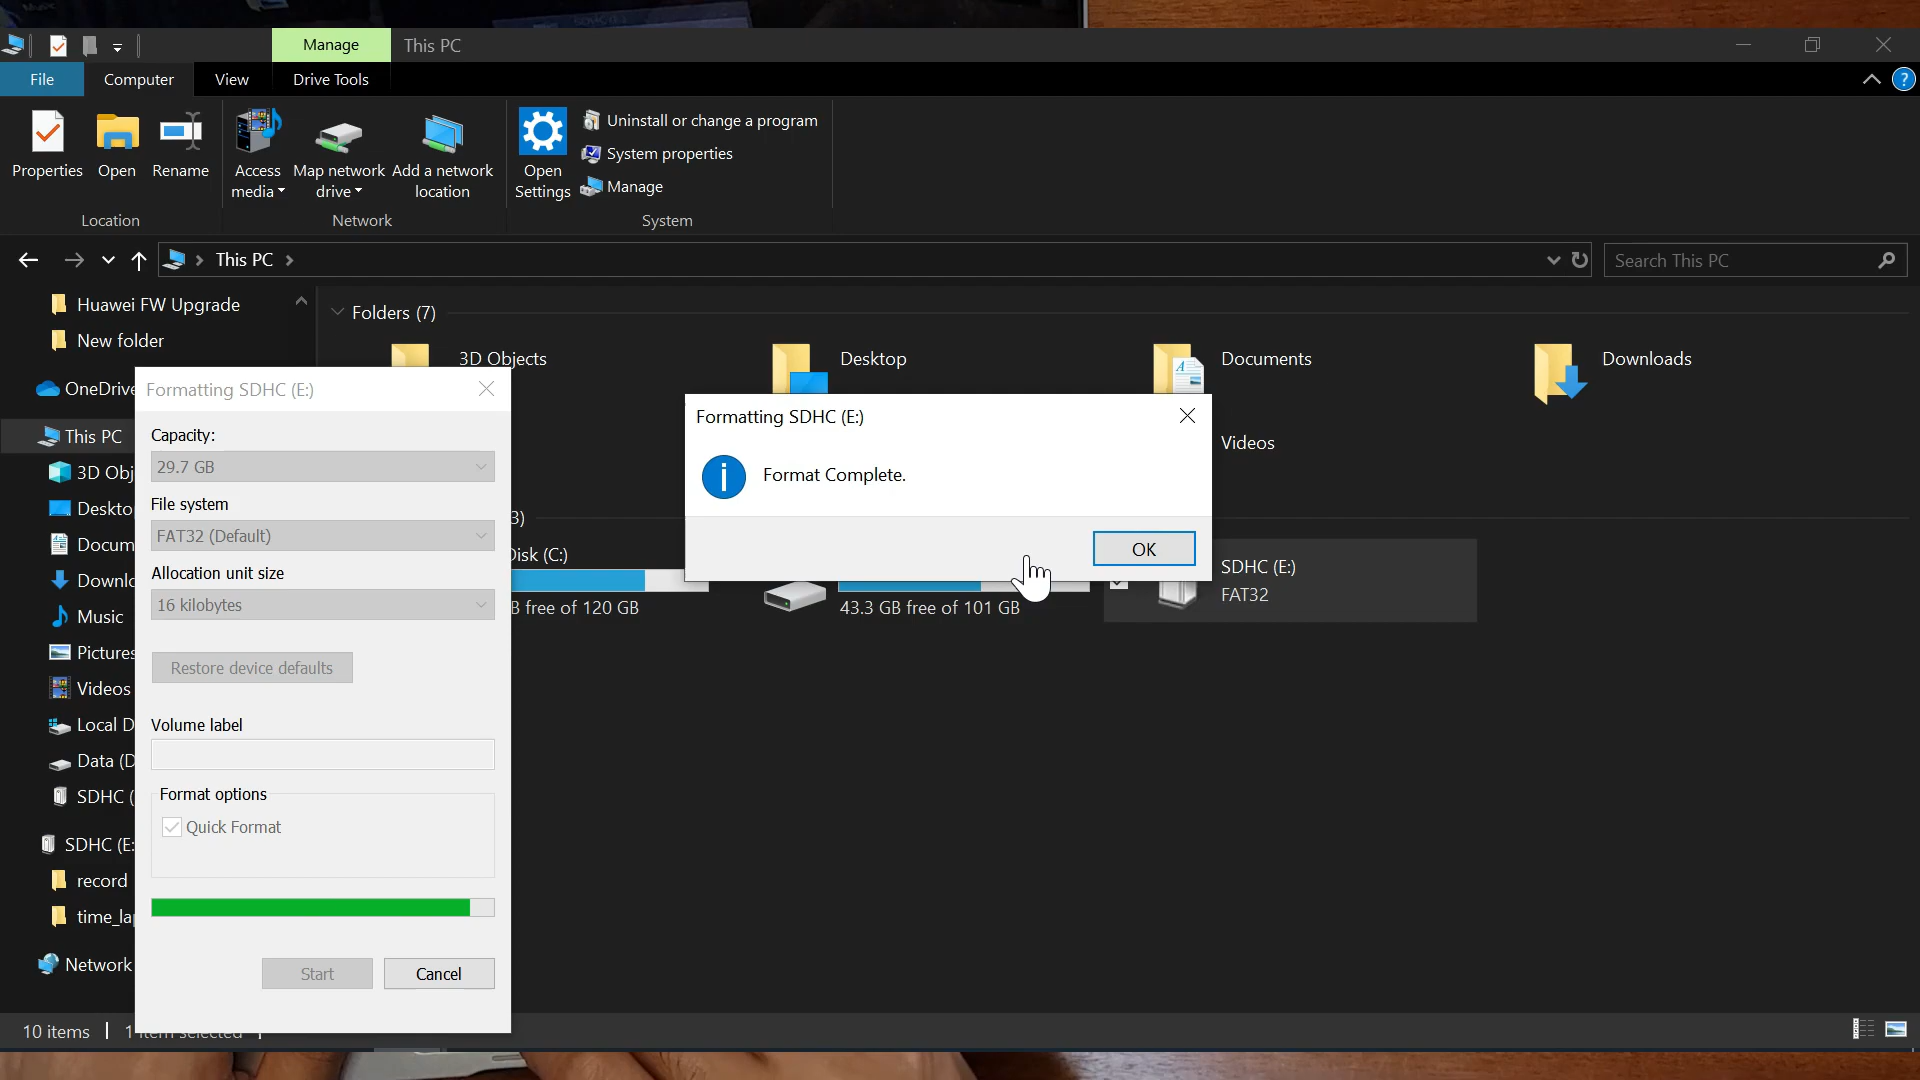 Manage
This PC
File
Computer
View
Drive Tools
Properties
Open
Rename
Access media
Map network drive
Add a network location
Open Settings
Uninstall or change a program
System properties
Manage
Location
Network
System
This PC
Search This PC
Huawei FW Upgrade
New folder
OneDrive
This PC
3D Obj
Desktop
Docum
Downlo
Music
Pictures
Videos
Local D
Data (D
SDHC (
SDHC (E:
record
time_la
Network
Folders (7)
3D Objects
Desktop
Documents
Downloads
Videos
3)
Disk (C:)
B free of 120 GB
43.3 GB free of 101 GB
SDHC (E:)
FAT32
Formatting SDHC (E:)
Capacity:
29.7 GB
File system
FAT32 (Default)
Allocation unit size
16 kilobytes
Restore device defaults
Volume label
Format options
Quick Format
Start
Cancel
Formatting SDHC (E:)
Format Complete.
OK
10 items
1 item selected